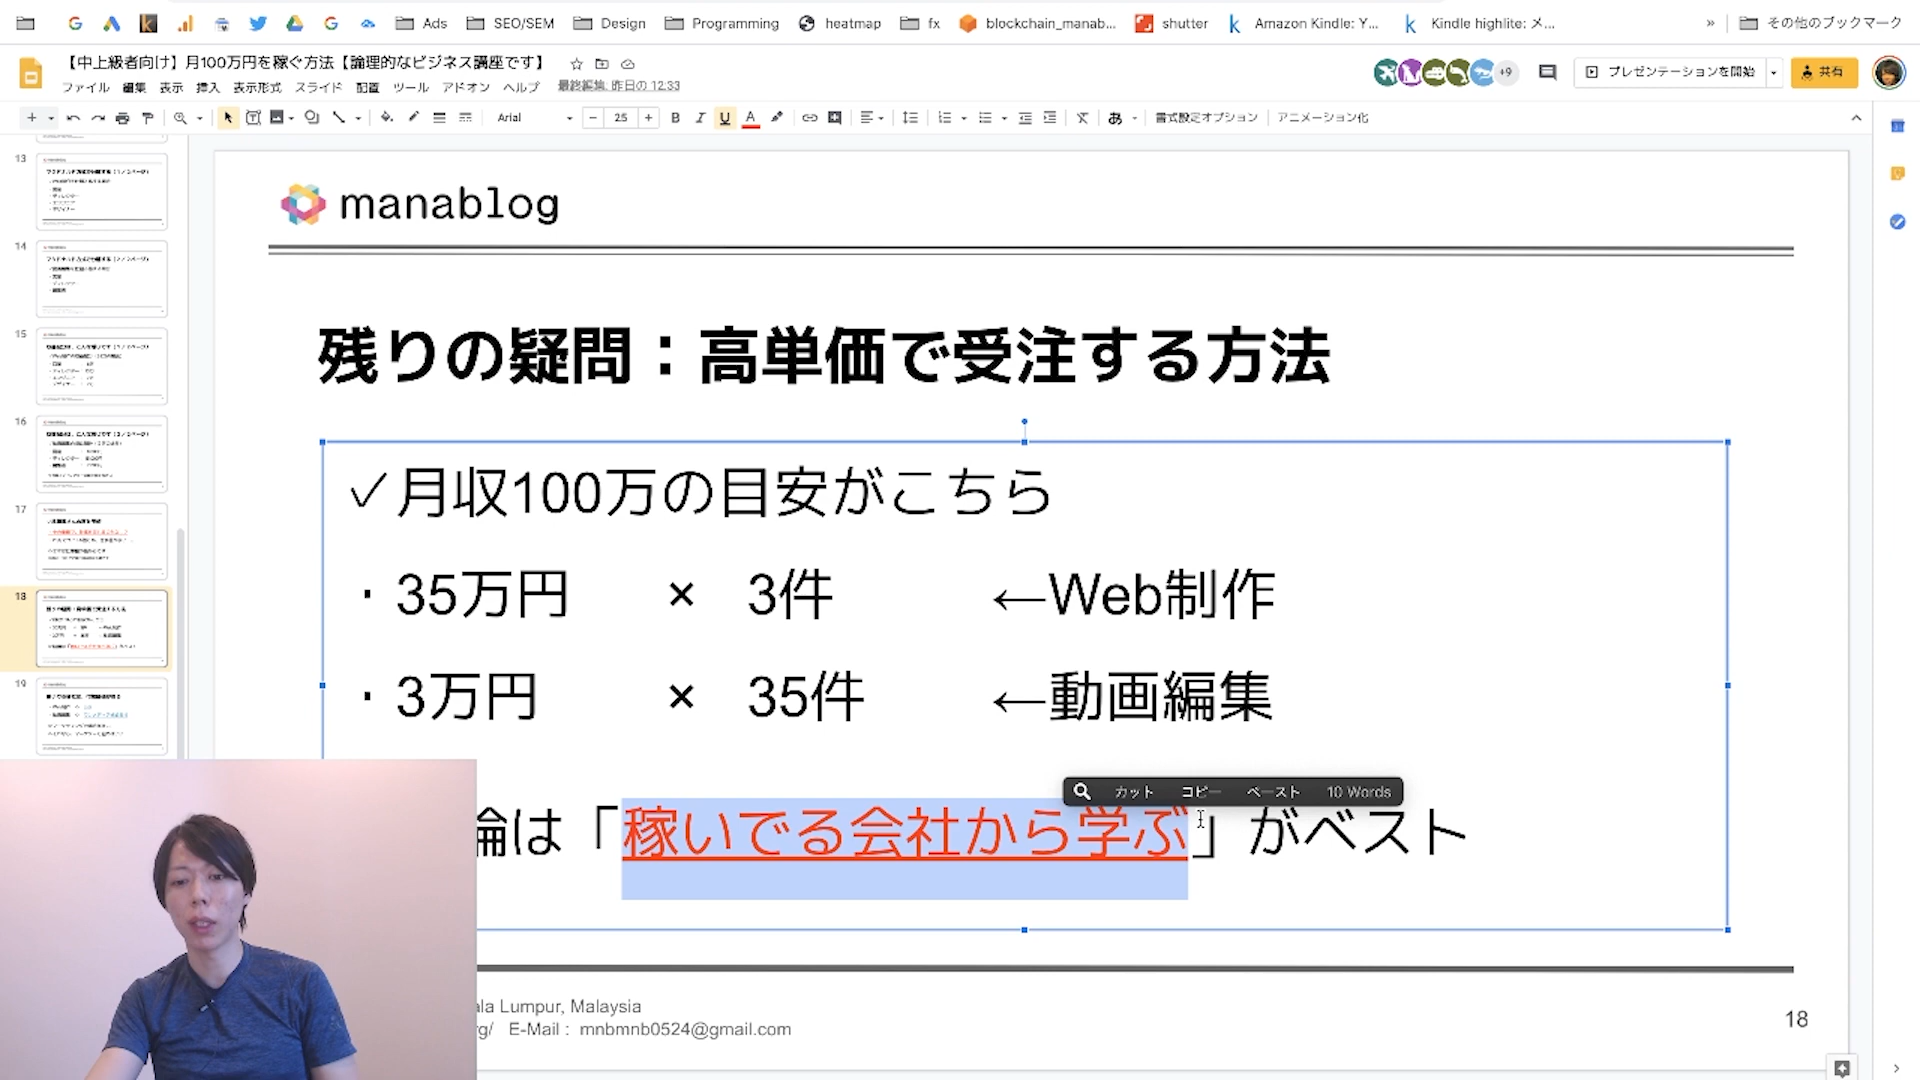 Ads SEO/SEM Design Programming heatmap fx blockchain_manab... shutter Amazon Kindle: Y... Kindle highlite: メ... » その他のブックマーク
【中上級者向け】月100万円を稼ぐ方法【論理的なビジネス講座です】
+9 プレゼンテーションを開始 共有
ファイル 編集 表示 挿入 表示形式 スライド 配置 ツール アドオン ヘルプ 最終編集: 昨日の 12:33
Arial − 25 + B I U A あ 書式設定オプション アニメーション化
13
14
15
16
17
18
19
manablog
残りの疑問：高単価で受注する方法
✓月収100万の目安がこちら
・35万円 × 3件 ←Web制作
・3万円 × 35件 ←動画編集
カット コピー ペースト 10 Words
論は「稼いでる会社から学ぶ」がベスト
ala Lumpur, Malaysia
rg/ E-Mail : mnbmnb0524@gmail.com
18